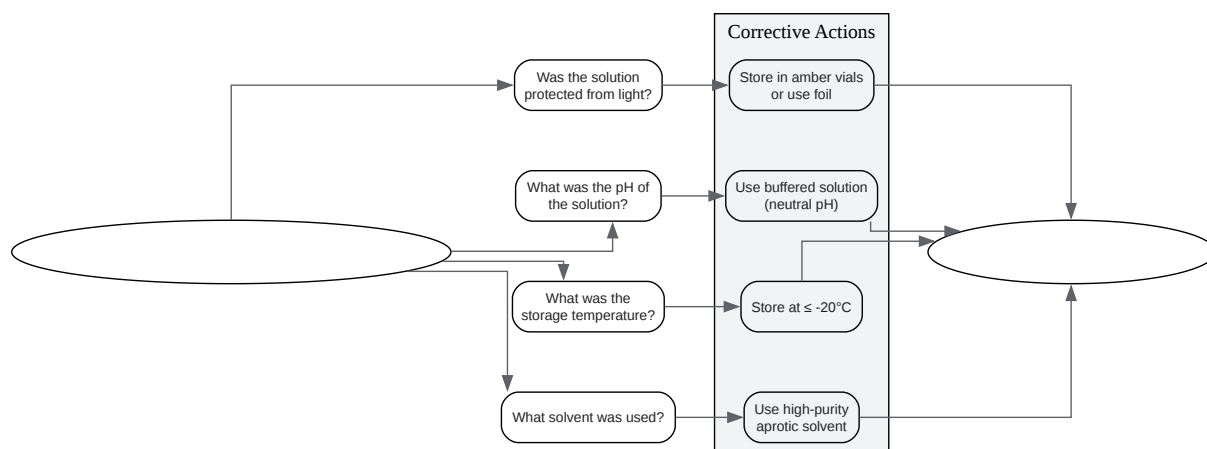 Corrective Actions
Was the solution
protected from light?
Store in amber vials
or use foil
What was the pH of
the solution?
Use buffered solution
(neutral pH)
What was the
storage temperature?
Store at ≤ -20°C
What solvent was used?
Use high-purity
aprotic solvent